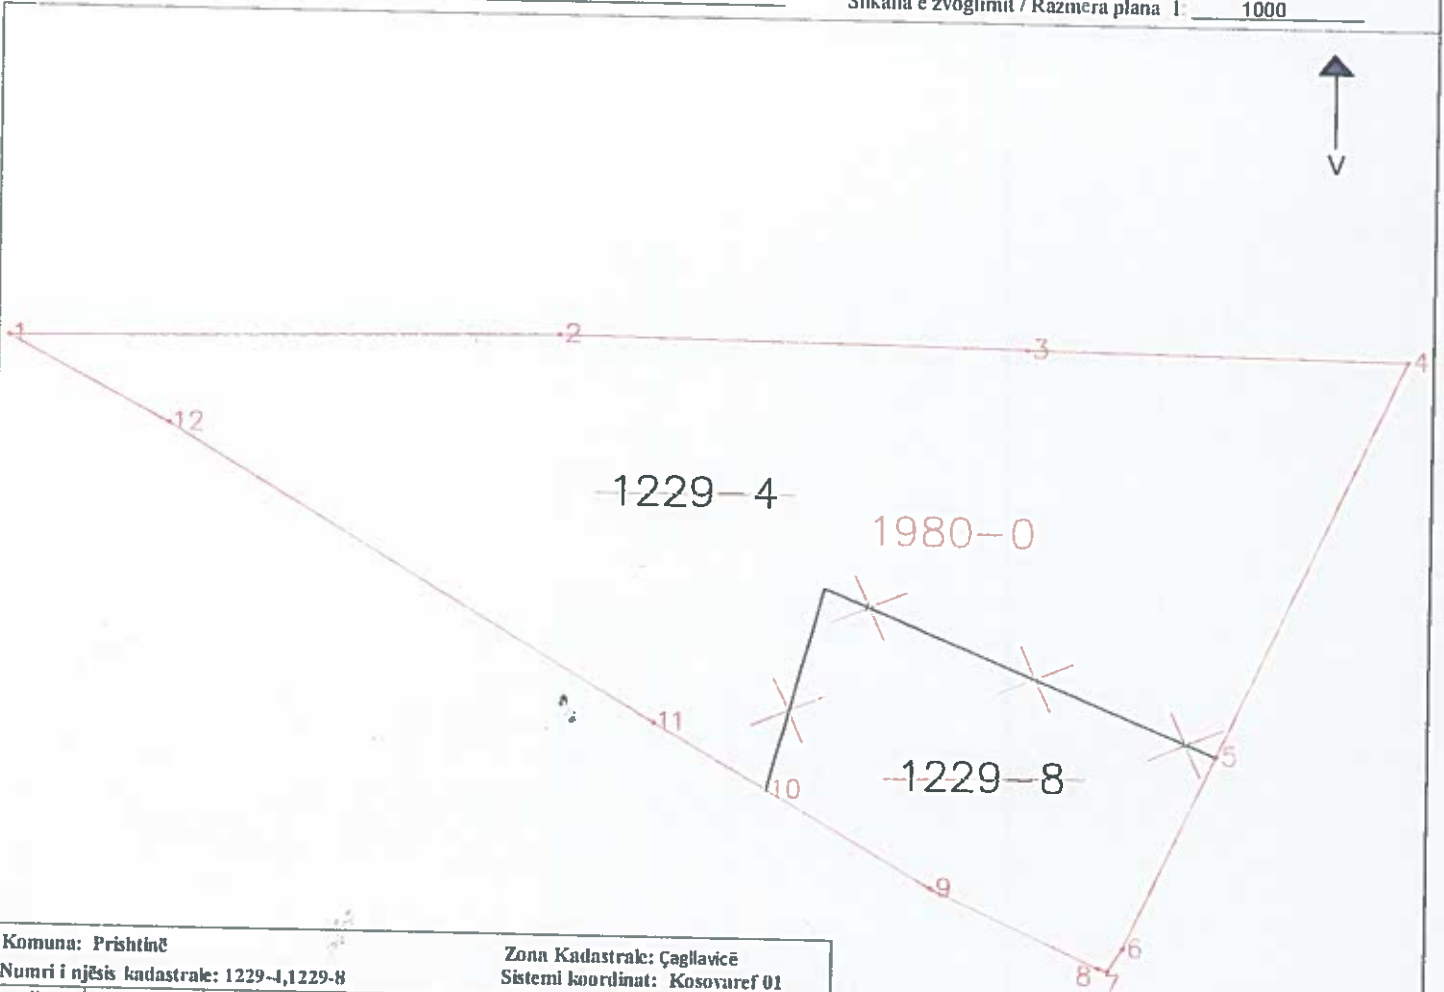 Shkalla e zvoglimit / Razmera plana 1: 1000
V
1
2
3
4
12
1229-4
1980-0
11
5
10
1229-8
9
6
8
7
Komuna: Prishtinë
Zona Kadastrale: Çagllavicë
Numri i njësis kadastrale: 1229-4,1229-8
Sistemi koordinat: Kosovaref 01